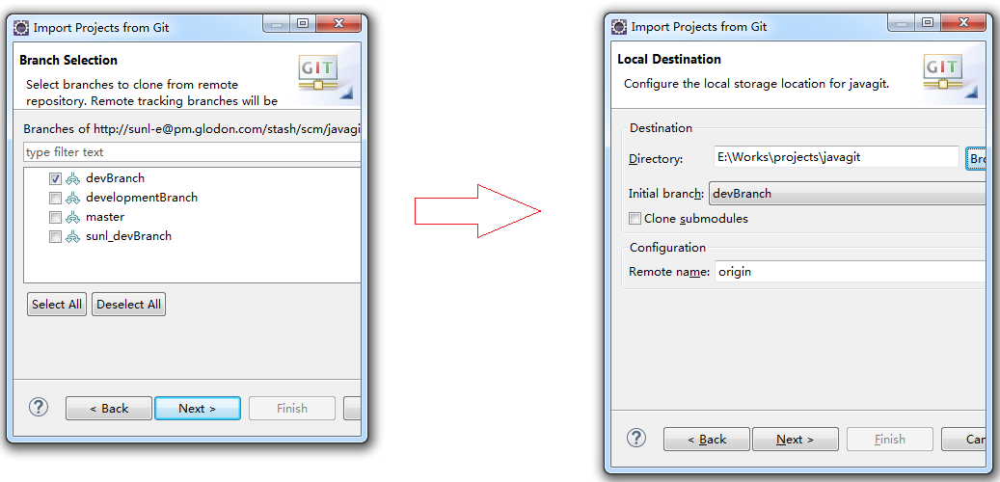 Import Projects from Git
Branch Selection
Select branches to clone from remote
repository. Remote tracking branches will be
GIT
Branches of http://sunl-e@pm.glodon.com/stash/scm/javagi
type filter text
devBranch
developmentBranch
master
sunl_devBranch
Select All
Deselect All
?
< Back
Next >
Finish
Import Projects from Git
Local Destination
Configure the local storage location for javagit.
GIT
Destination
Directory:
E:\Works\projects\javagit
Bro
Initial branch:
devBranch
Clone submodules
Configuration
Remote name:
origin
?
< Back
Next >
Finish
Can